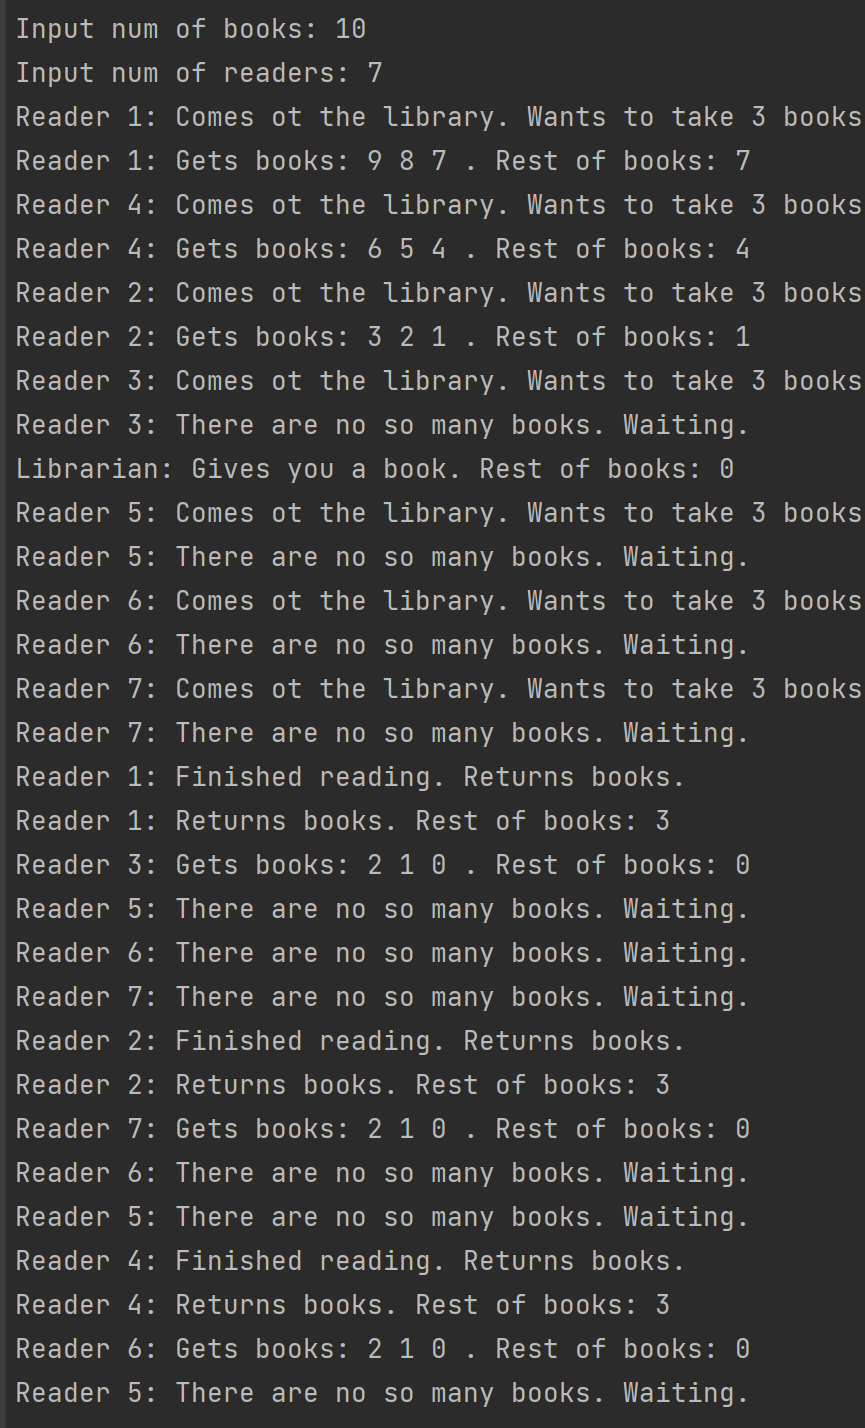 Input num of books: 10
Input num of readers: 7
Reader 1: Comes ot the library. Wants to take 3 books
Reader 1: Gets books: 9 8 7 . Rest of books: 7
Reader 4: Comes ot the library. Wants to take 3 books
Reader 4: Gets books: 6 5 4 . Rest of books: 4
Reader 2: Comes ot the library. Wants to take 3 books
Reader 2: Gets books: 3 2 1 . Rest of books: 1
Reader 3: Comes ot the library. Wants to take 3 books
Reader 3: There are no so many books. Waiting.
Librarian: Gives you a book. Rest of books: 0
Reader 5: Comes ot the library. Wants to take 3 books
Reader 5: There are no so many books. Waiting.
Reader 6: Comes ot the library. Wants to take 3 books
Reader 6: There are no so many books. Waiting.
Reader 7: Comes ot the library. Wants to take 3 books
Reader 7: There are no so many books. Waiting.
Reader 1: Finished reading. Returns books.
Reader 1: Returns books. Rest of books: 3
Reader 3: Gets books: 2 1 0 . Rest of books: 0
Reader 5: There are no so many books. Waiting.
Reader 6: There are no so many books. Waiting.
Reader 7: There are no so many books. Waiting.
Reader 2: Finished reading. Returns books.
Reader 2: Returns books. Rest of books: 3
Reader 7: Gets books: 2 1 0 . Rest of books: 0
Reader 6: There are no so many books. Waiting.
Reader 5: There are no so many books. Waiting.
Reader 4: Finished reading. Returns books.
Reader 4: Returns books. Rest of books: 3
Reader 6: Gets books: 2 1 0 . Rest of books: 0
Reader 5: There are no so many books. Waiting.